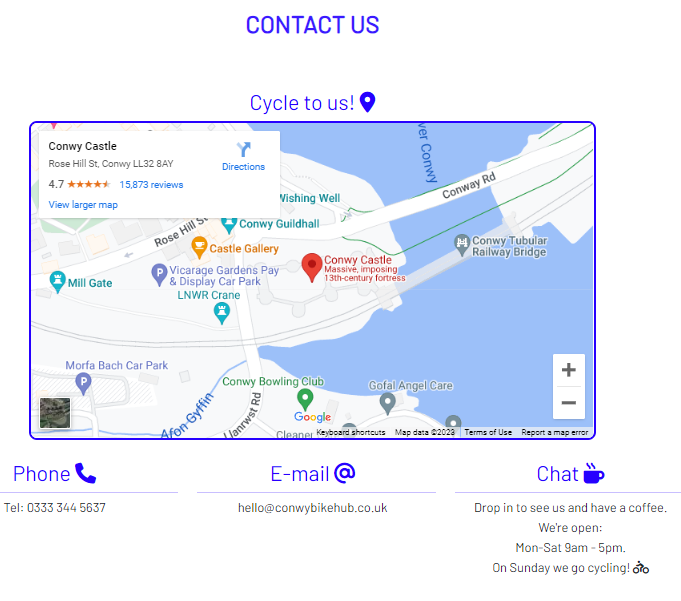 CONTACT US
Cycle to us!
Conwy Castle
Rose Hill St, Conwy LL32 8AY
4.7
15,873 reviews
View larger map
Directions
ver Conwy
Conway Rd
Wishing Well
Conwy Guildhall
Rose Hill St
Castle Gallery
Conwy Castle
Massive, imposing
13th-century fortress
Conwy Tubular
Railway Bridge
Vicarage Gardens Pay
& Display Car Park
Mill Gate
LNWR Crane
Morfa Bach Car Park
Conwy Bowling Club
Gofal Angel Care
Afon Gyffin
Llanrwst Rd
Google
Cleaner
Keyboard shortcuts
Map data ©2023
Terms of Use
Report a map error
Phone
Tel: 0333 344 5637
E-mail
hello@conwybikehub.co.uk
Chat
Drop in to see us and have a coffee.
We're open:
Mon-Sat 9am - 5pm.
On Sunday we go cycling!